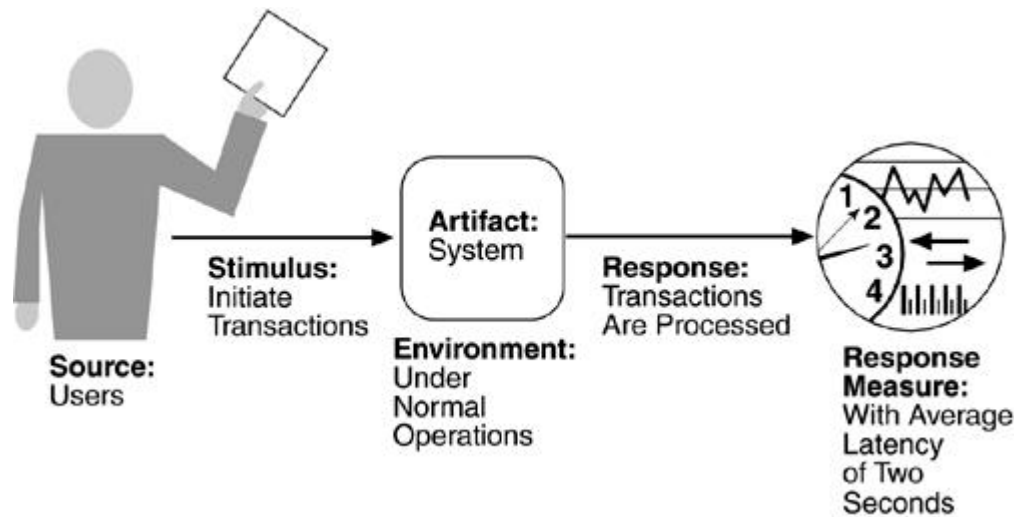 Source:
Users
Stimulus:
Initiate
Transactions
Artifact:
System
Environment:
Under
Normal
Operations
Response:
Transactions
Are Processed
1
2
3
4
Response
Measure:
With Average
Latency
of Two
Seconds